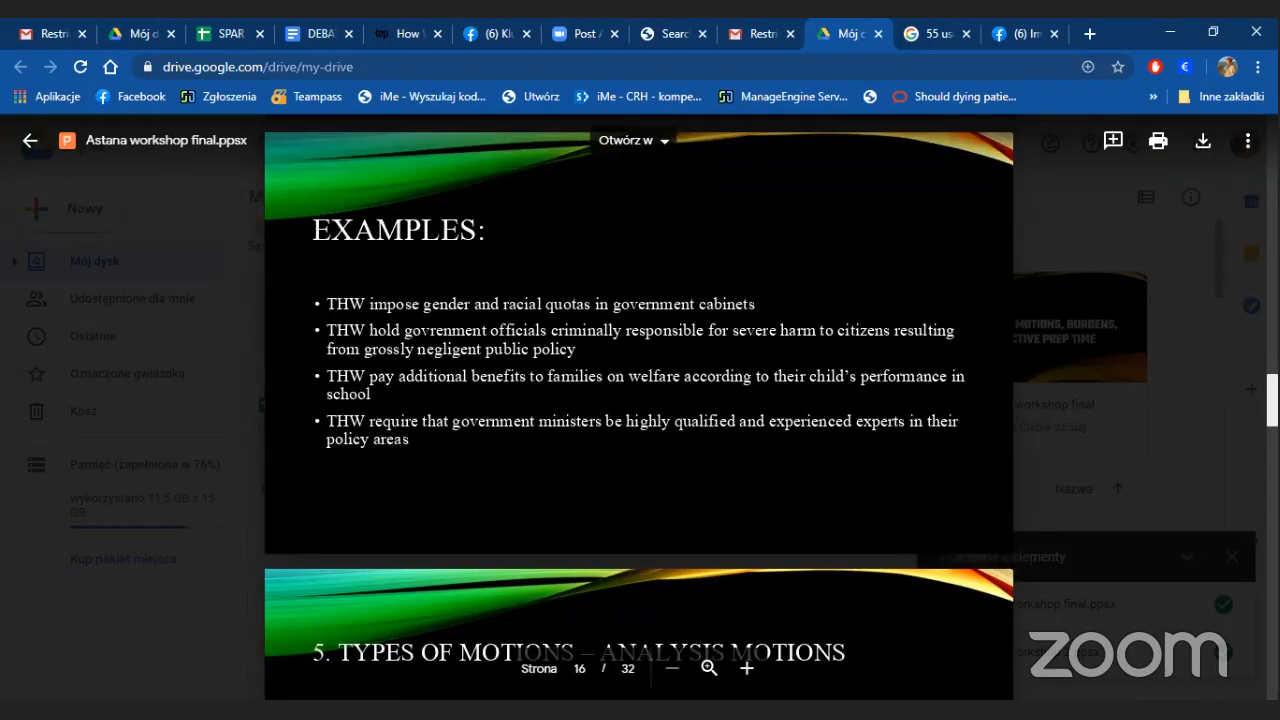 Restri
Mój d
SPAR
DEBA
How
(6) Kl
Post A
Searc
Restri
Mój d
55 us
(6) Im
drive.google.com/drive/my-drive
Aplikacje
Facebook
Zgłoszenia
Teampass
iMe - Wyszukaj kod...
Utwórz
iMe - CRH - kompe...
ManageEngine Serv...
Should dying patie...
»
Inne zakładki
Astana workshop final.ppsx
Otwórz w
Nowy
Mój dysk
Udostępnione dla mnie
Ostatnie
Oznaczone gwiazdką
Kosz
Pamięć (zapełniona w 76%)
wykorzystano 11,5 GB z 15
GB
Kup pakiet miejsca
EXAMPLES:
• THW impose gender and racial quotas in government cabinets
• THW hold govrenment officials criminally responsible for severe harm to citizens resulting
from grossly negligent public policy
• THW pay additional benefits to families on welfare according to their child's performance in
school
• THW require that government ministers be highly qualified and experienced experts in their
policy areas
MOTIONS, BURDENS,
CTIVE PREP TIME
orkshop final
Nazwa
elementy
orkshop final.ppsx
5. TYPES OF MOTIONS – ANALYSIS MOTIONS
Strona 16 / 32
zoom